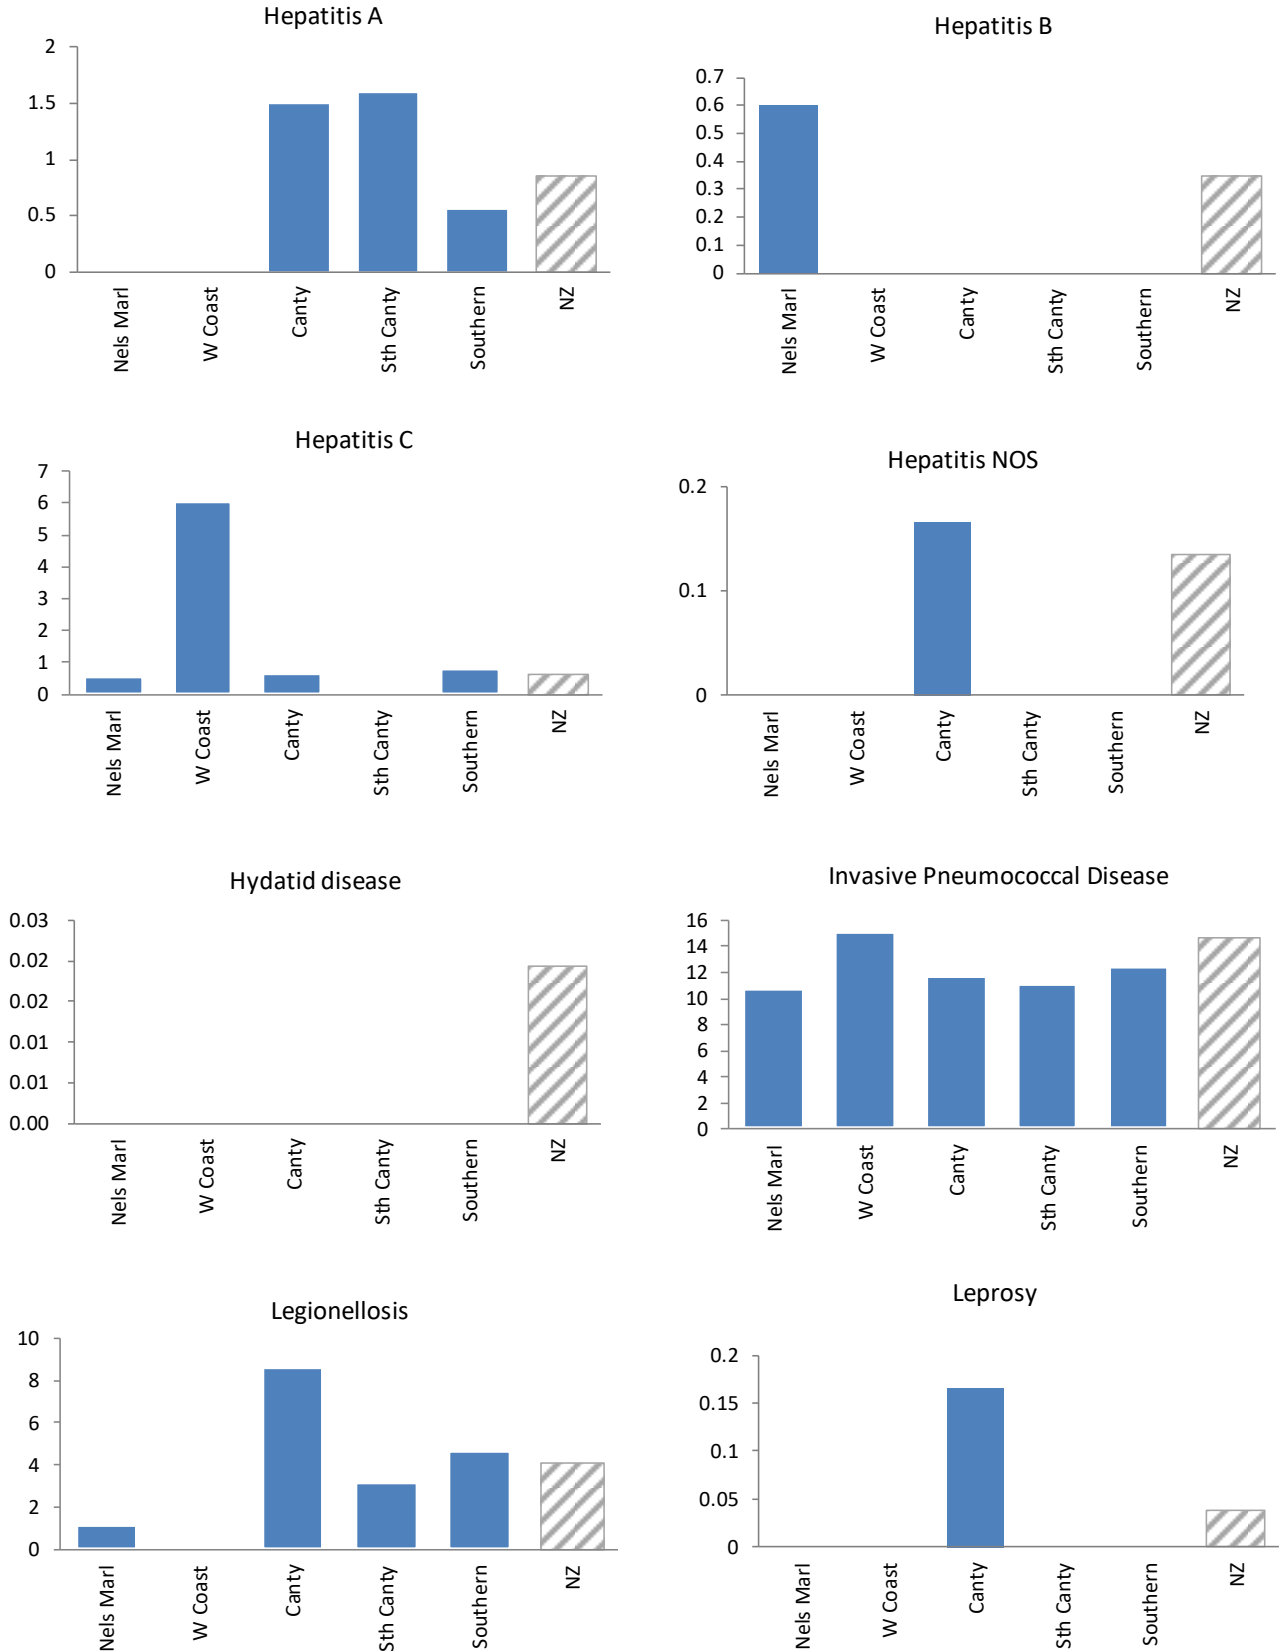 Hepatitis A
2
1.5
1
0.5
0
Nels Marl
W Coast
Canty
Sth Canty
Southern
NZ
Hepatitis B
0.7
0.6
0.5
0.4
0.3
0.2
0.1
0
Nels Marl
W Coast
Canty
Sth Canty
Southern
NZ
Hepatitis C
7
6
5
4
3
2
1
0
Nels Marl
W Coast
Canty
Sth Canty
Southern
NZ
Hepatitis NOS
0.2
0.1
0
Nels Marl
W Coast
Canty
Sth Canty
Southern
NZ
Hydatid disease
0.03
0.02
0.02
0.01
0.01
0.00
Nels Marl
W Coast
Canty
Sth Canty
Southern
NZ
Invasive Pneumococcal Disease
16
14
12
10
8
6
4
2
0
Nels Marl
W Coast
Canty
Sth Canty
Southern
NZ
Legionellosis
10
8
6
4
2
0
Nels Marl
W Coast
Canty
Sth Canty
Southern
NZ
Leprosy
0.2
0.15
0.1
0.05
0
Nels Marl
W Coast
Canty
Sth Canty
Southern
NZ